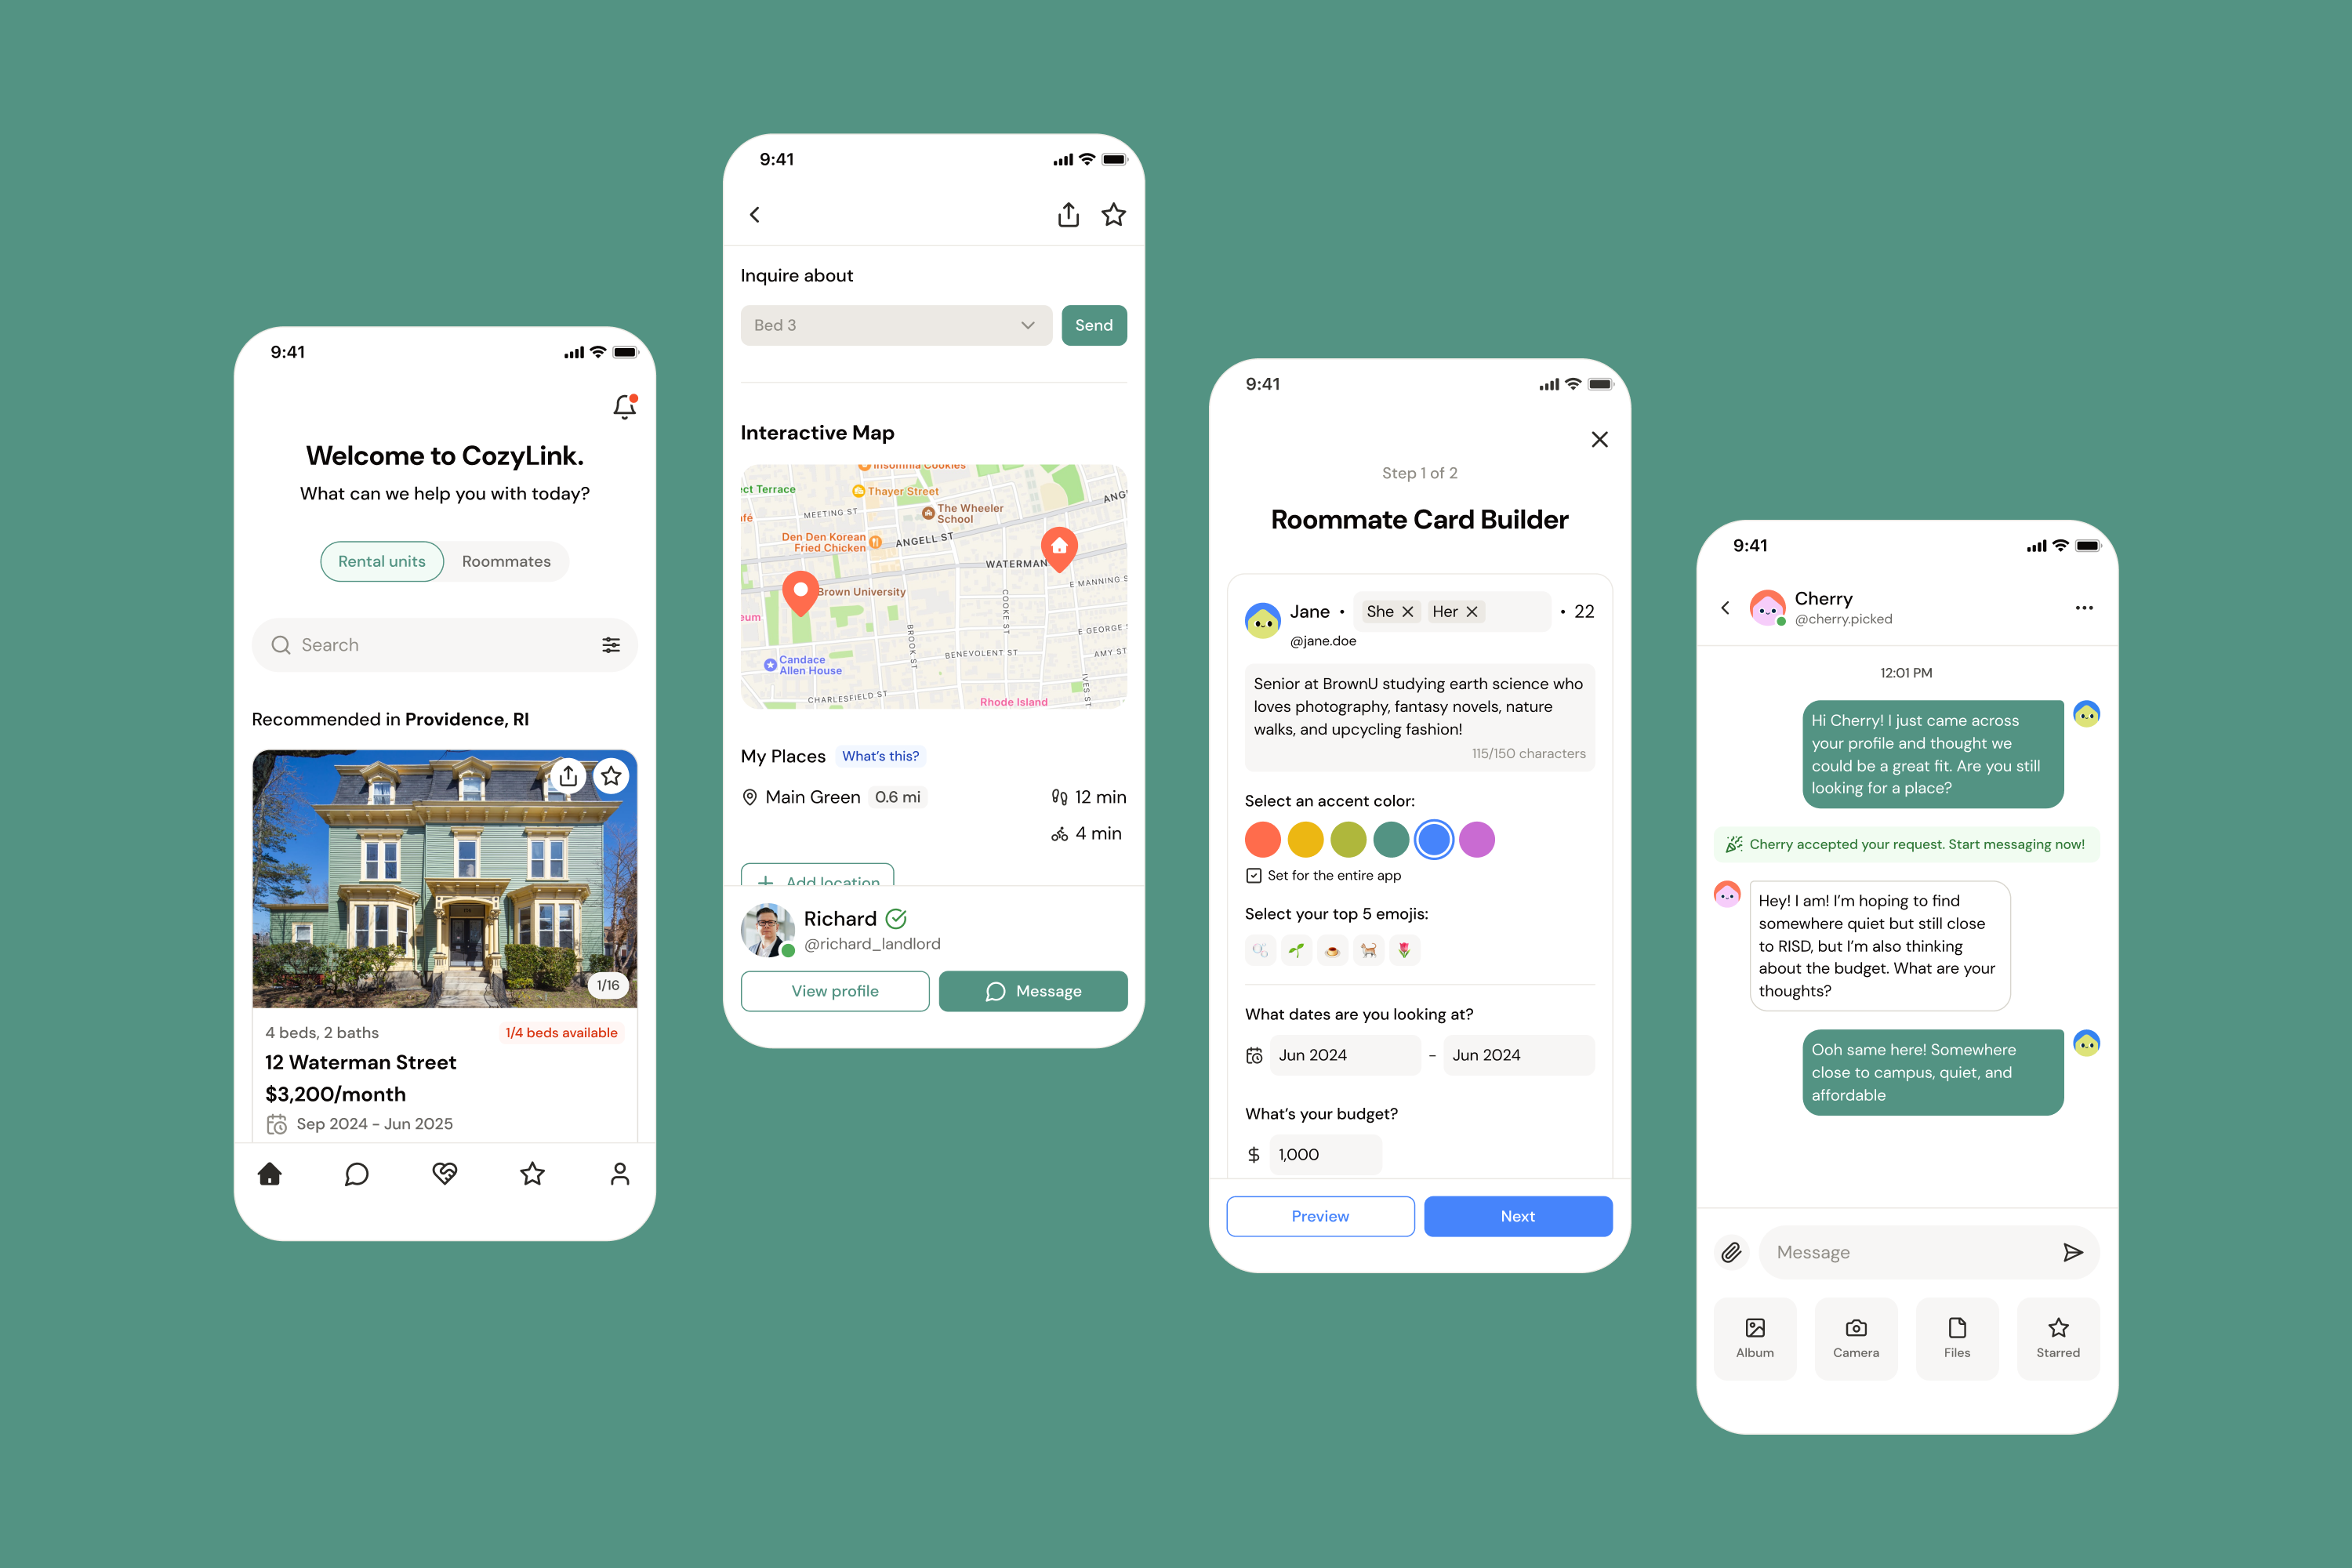 9:41
Welcome to CozyLink.
What can we help you with today?
Rental units
Roommates
Search
Recommended in Providence, RI
1/16
4 beds, 2 baths
1/4 beds available
12 Waterman Street
$3,200/month
Sep 2024 - Jun 2025
9:41
Inquire about
Bed 3
Send
Interactive Map
Insomnia Cookies
ect Terrace
Thayer Street
afé
MEETING ST
The Wheeler
School
ANG
Den Den Korean
Fried Chicken
ANGELL ST
WATERMAN
E MANNING S
Brown University
eum
COOKE ST
BROOK ST
E GEORGE S
Candace
Allen House
BENEVOLENT ST
AMY ST
IVES ST
CHARLESFIELD ST
Rhode Island
My Places
What's this?
Main Green
0.6 mi
12 min
4 min
Add location
Richard
@richard_landlord
View profile
Message
9:41
Step 1 of 2
Roommate Card Builder
Jane • She Her • 22
@jane.doe
Senior at BrownU studying earth science who
loves photography, fantasy novels, nature
walks, and upcycling fashion!
115/150 characters
Select an accent color:
Set for the entire app
Select your top 5 emojis:
What dates are you looking at?
Jun 2024 - Jun 2024
What's your budget?
$ 1,000
Preview
Next
9:41
Cherry
@cherry.picked
12:01 PM
Hi Cherry! I just came across
your profile and thought we
could be a great fit. Are you still
looking for a place?
Cherry accepted your request. Start messaging now!
Hey! I am! I'm hoping to find
somewhere quiet but still close
to RISD, but I'm also thinking
about the budget. What are your
thoughts?
Ooh same here! Somewhere
close to campus, quiet, and
affordable
Message
Album
Camera
Files
Starred